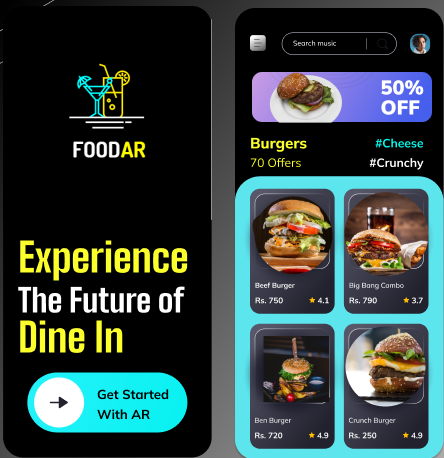 FOODAR
Experience
The Future of
Dine In
Get Started
With AR
Search music
50%
OFF
Burgers
#Cheese
70 Offers
#Crunchy
Beef Burger
Rs. 750
4.1
Big Bang Combo
Rs. 790
3.7
Ben Burger
Rs. 720
4.9
Crunch Burger
Rs. 250
4.9